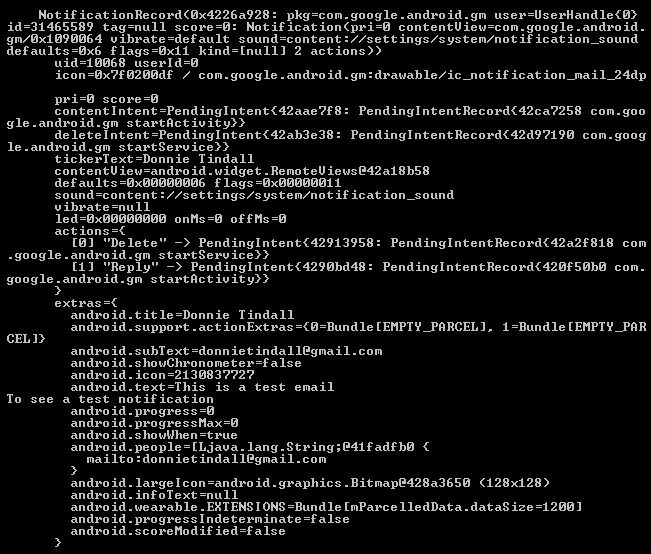 NotificationRecord(0x4226a928: pkg=com.google.android.gm user=UserHandle{0}
id=31465589 tag=null score=0: Notification(pri=0 contentView=com.google.android.
gm/0x1090064 vibrate=default sound=content://settings/system/notification_sound
defaults=0x6 flags=0x11 kind=[null] 2 actions))
uid=10068 userId=0
icon=0x7f0200df / com.google.android.gm:drawable/ic_notification_mail_24dp
pri=0 score=0
contentIntent=PendingIntent{42aae7f8: PendingIntentRecord{42ca7258 com.goo
gle.android.gm startActivity}}
deleteIntent=PendingIntent{42ab3e38: PendingIntentRecord{42d97190 com.goog
le.android.gm startService}}
tickerText=Donnie Tindall
contentView=android.widget.RemoteViews@42a18b58
defaults=0x00000006 flags=0x00000011
sound=content://settings/system/notification_sound
vibrate=null
led=0x00000000 onMs=0 offMs=0
actions={
[0] "Delete" -> PendingIntent{42913958: PendingIntentRecord{42a2f818 com
.google.android.gm startService}}
[1] "Reply" -> PendingIntent{4290bd48: PendingIntentRecord{420f50b0 com.
google.android.gm startActivity}}
}
extras={
android.title=Donnie Tindall
android.support.actionExtras={0=Bundle[EMPTY_PARCEL], 1=Bundle[EMPTY_PAR
CEL]}
android.subText=donnietindall@gmail.com
android.showChronometer=false
android.icon=2130837727
android.text=This is a test email
To see a test notification
android.progress=0
android.progressMax=0
android.showWhen=true
android.people=[Ljava.lang.String;@41fadfb0 {
mailto:donnietindall@gmail.com
}
android.largeIcon=android.graphics.Bitmap@428a3650 (128x128)
android.infoText=null
android.wearable.EXTENSIONS=Bundle[mParcelledData.dataSize=1200]
android.progressIndeterminate=false
android.scoreModified=false
}